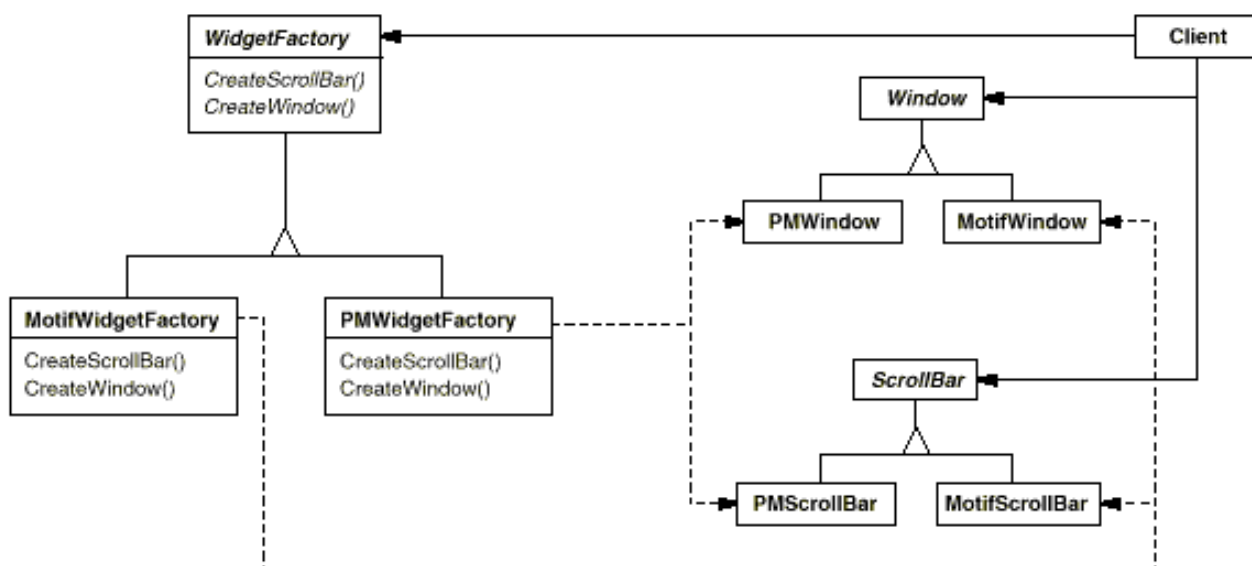 WidgetFactory
CreateScrollBar()
CreateWindow()
Client
Window
PMWindow
MotifWindow
MotifWidgetFactory
CreateScrollBar()
CreateWindow()
PMWidgetFactory
CreateScrollBar()
CreateWindow()
ScrollBar
PMScrollBar
MotifScrollBar